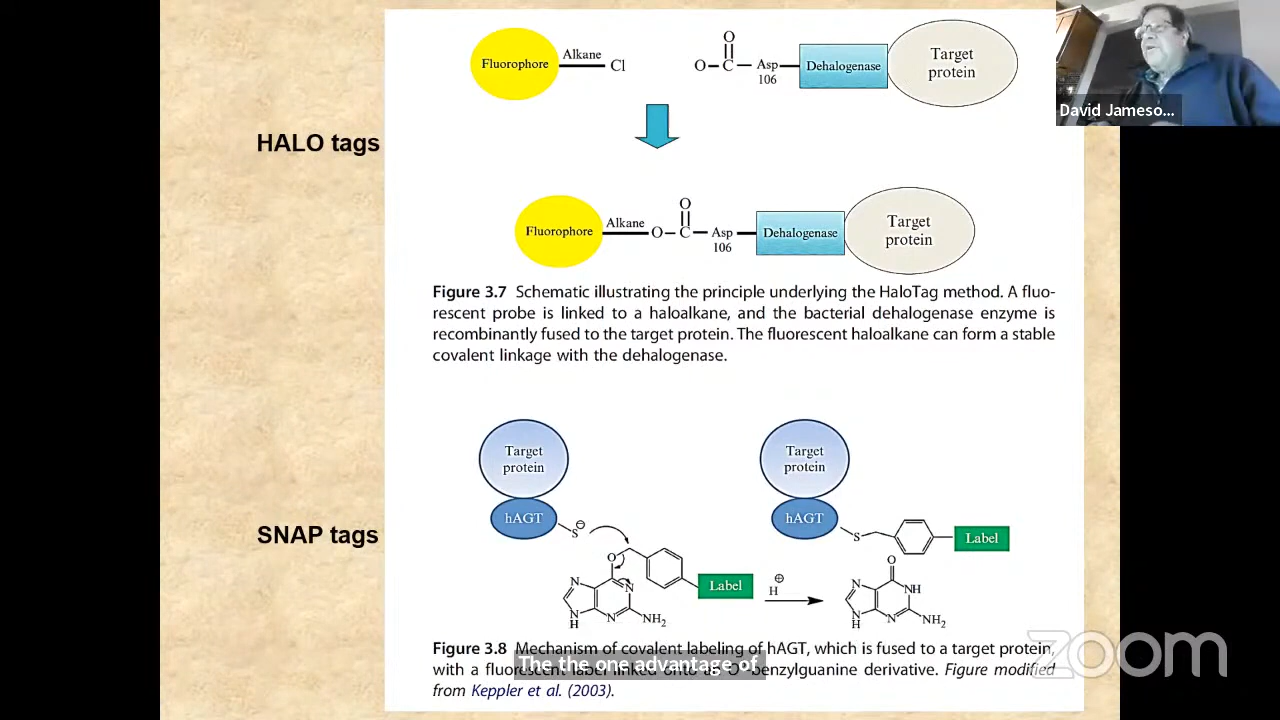 Fluorophore
Alkane
Cl
O
O
C
Asp
106
Dehalogenase
Target
protein
David Jameso...
HALO tags
Fluorophore
Alkane
O
O
C
Asp
106
Dehalogenase
Target
protein
Figure 3.7 Schematic illustrating the principle underlying the HaloTag method. A fluo-
rescent probe is linked to a haloalkane, and the bacterial dehalogenase enzyme is
recombinantly fused to the target protein. The fluorescent haloalkane can form a stable
covalent linkage with the dehalogenase.
SNAP tags
Target
protein
hAGT
S
⊖
O
N
N
N
H
N
NH2
Label
H
⊕
Target
protein
hAGT
S
Label
O
N
NH
N
H
N
NH2
Figure 3.8 Mechanism of covalent labeling of hAGT, which is fused to a target protein,
with a fluorescent label linked onto benzylguanine derivative. Figure modified
from Keppler et al. (2003).
The the one advantage of
zoom